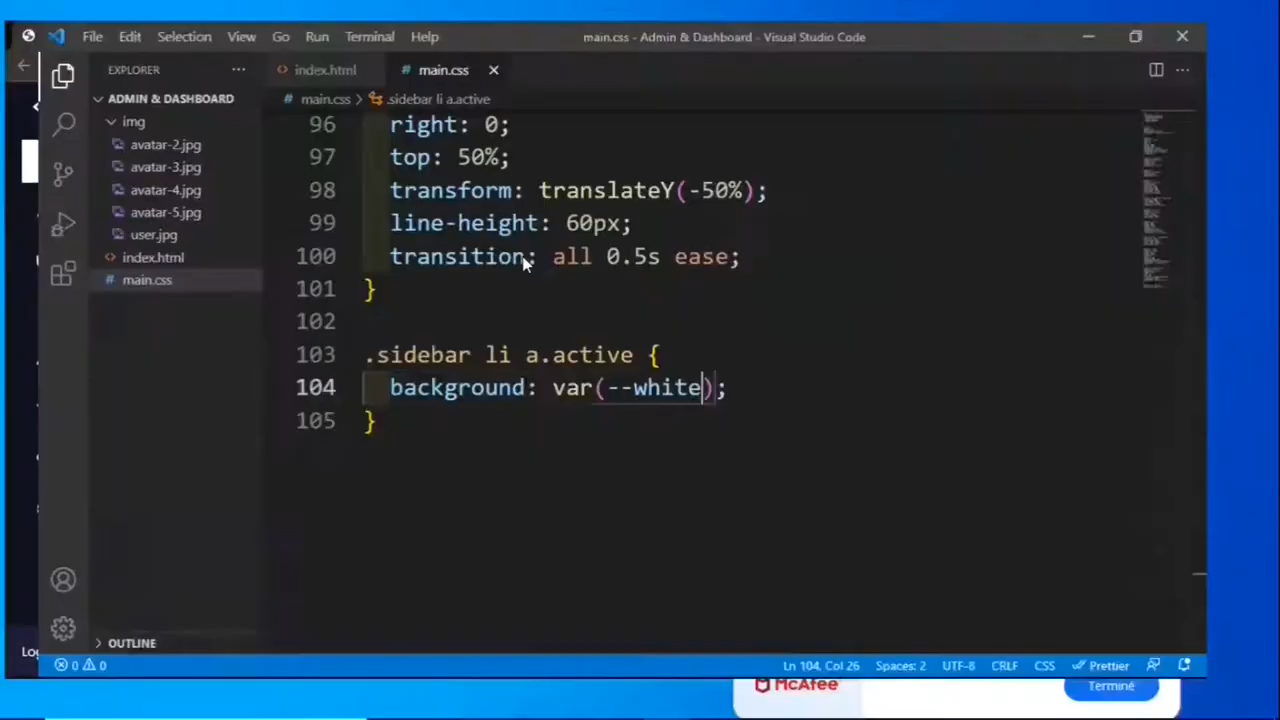 File Edit Selection View Go Run Terminal Help
main.css - Admin & Dashboard - Visual Studio Code
EXPLORER
index.html
main.css
ADMIN & DASHBOARD
main.css > .sidebar li a.active
img
avatar-2.jpg
avatar-3.jpg
avatar-4.jpg
avatar-5.jpg
user.jpg
index.html
main.css
96 right: 0;
97 top: 50%;
98 transform: translateY(-50%);
99 line-height: 60px;
100 transition: all 0.5s ease;
101 }
102
103 .sidebar li a.active {
104 background: var(--white);
105 }
OUTLINE
0 0
Ln 104, Col 26 Spaces: 2 UTF-8 CRLF CSS Prettier
McAfee
Terminé